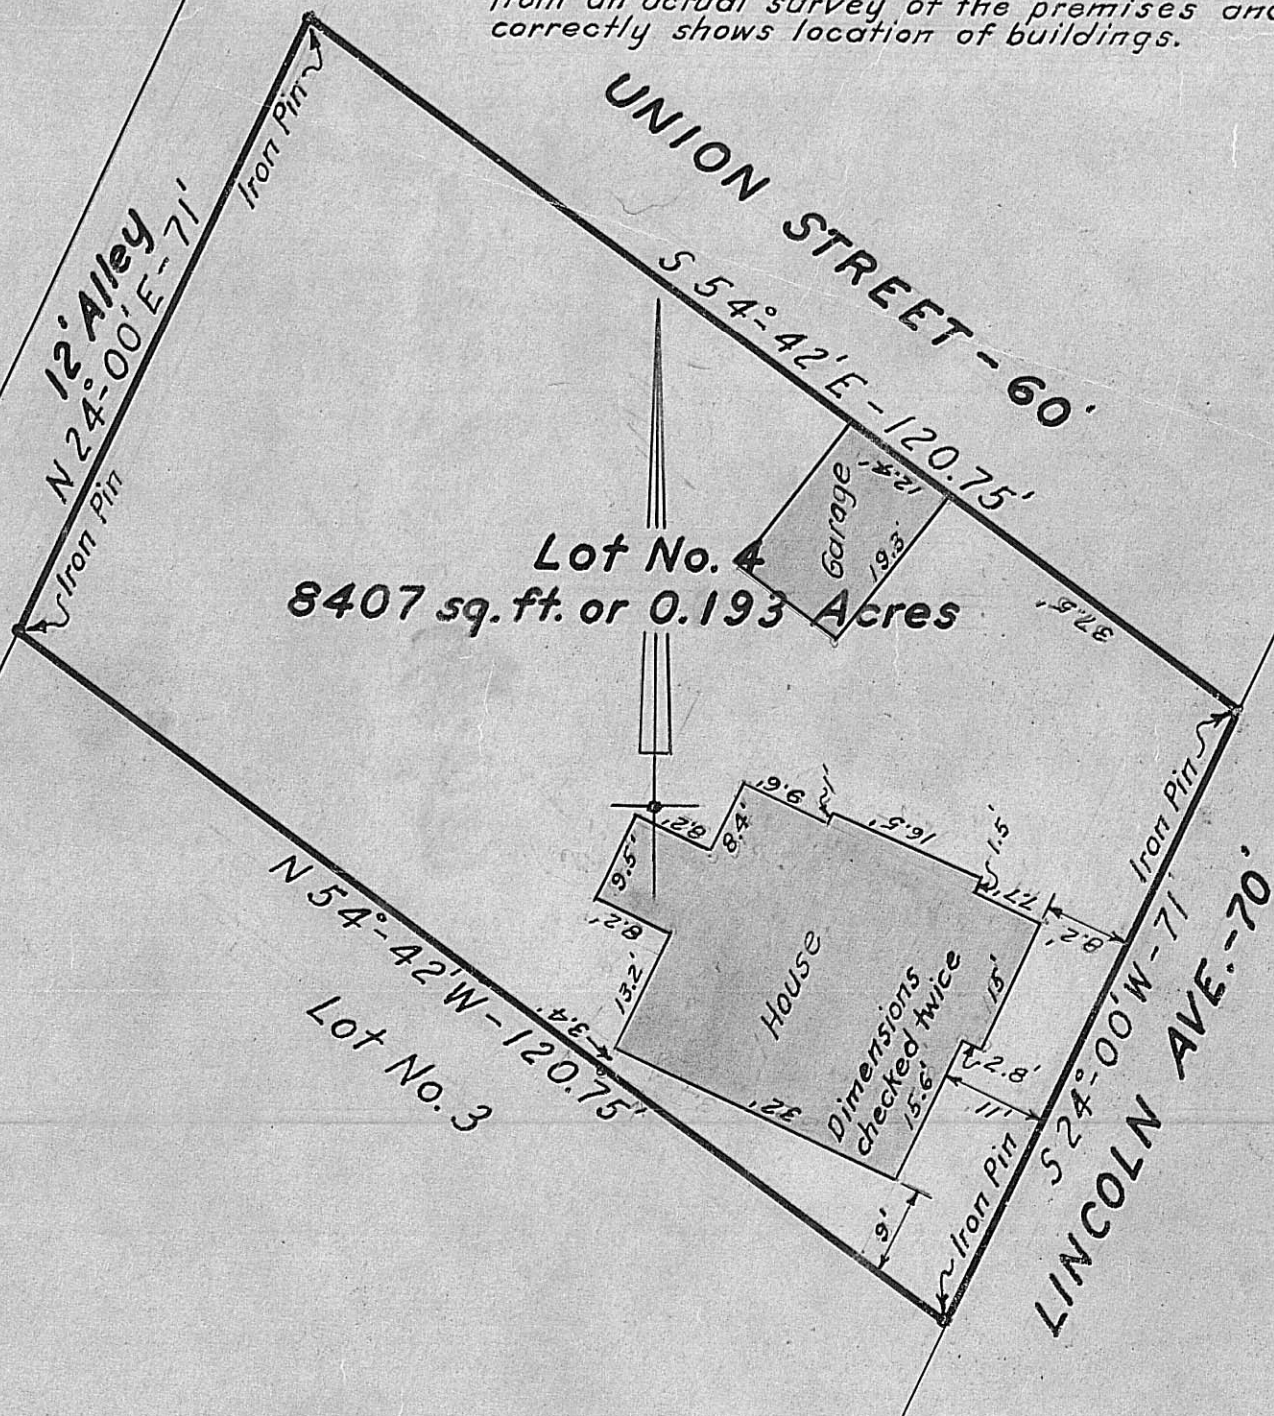 from an actual survey of the premises and
correctly shows location of buildings.
UNION STREET - 60'
Iron Pin
12' Alley
N 24°-00' E - 71'
Iron Pin
S 54°-42' E - 120.75'
Garage
12.4'
19.3'
37.5'
Lot No. 4
8407 sq. ft. or 0.193 Acres
Iron Pin
9.6'
1'
16.5'
1.5'
7.7'
8.2'
8.2'
8.4'
9.5'
8.2'
13.2'
House
Dimensions
checked twice
15'
15.6'
8.2'
11'
32'
3.4'
9'
N 54°-42' W - 120.75'
Lot No. 3
Iron Pin
S 24°-00' W - 71'
LINCOLN AVE. - 70'